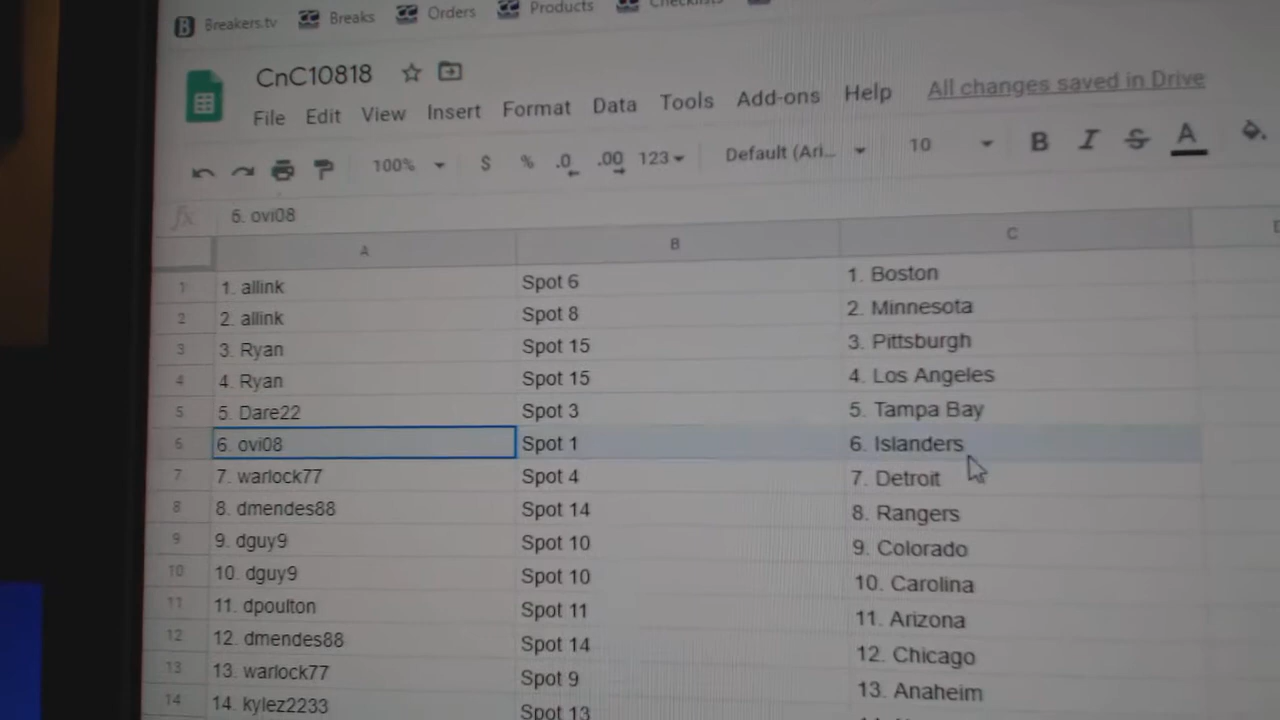 Breakers.tv Breaks Orders Products
CnC10818
File Edit View Insert Format Data Tools Add-ons Help All changes saved in Drive
100% $ % .0 .00 123 Default (Ari... 10 B I S A
fx 6. ovi08
A B C
1 1. allink Spot 6 1. Boston
2 2. allink Spot 8 2. Minnesota
3 3. Ryan Spot 15 3. Pittsburgh
4 4. Ryan Spot 15 4. Los Angeles
5 5. Dare22 Spot 3 5. Tampa Bay
6 6. ovi08 Spot 1 6. Islanders
7 7. warlock77 Spot 4 7. Detroit
8 8. dmendes88 Spot 14 8. Rangers
9 9. dguy9 Spot 10 9. Colorado
10 10. dguy9 Spot 10 10. Carolina
11 11. dpoulton Spot 11 11. Arizona
12 12. dmendes88 Spot 14 12. Chicago
13 13. warlock77 Spot 9 13. Anaheim
14 14. kylez2233 Spot 13